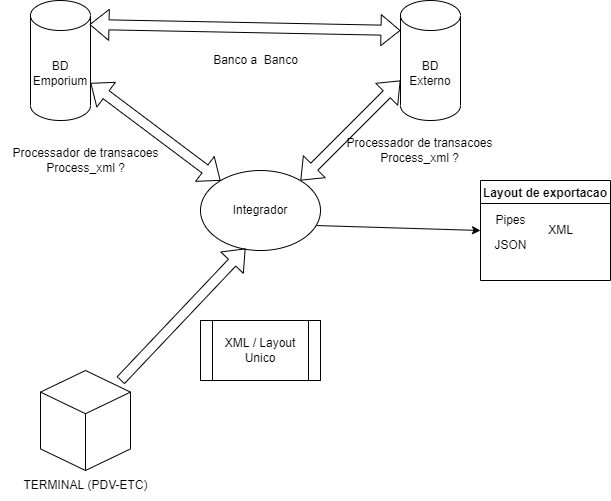 BD
Emporium
BD
Externo
Banco a  Banco
Processador de transacoes
Process_xml ?
Processador de transacoes
Process_xml ?
Integrador
Layout de exportacao
Pipes
XML
JSON
XML / Layout
Unico
TERMINAL (PDV-ETC)